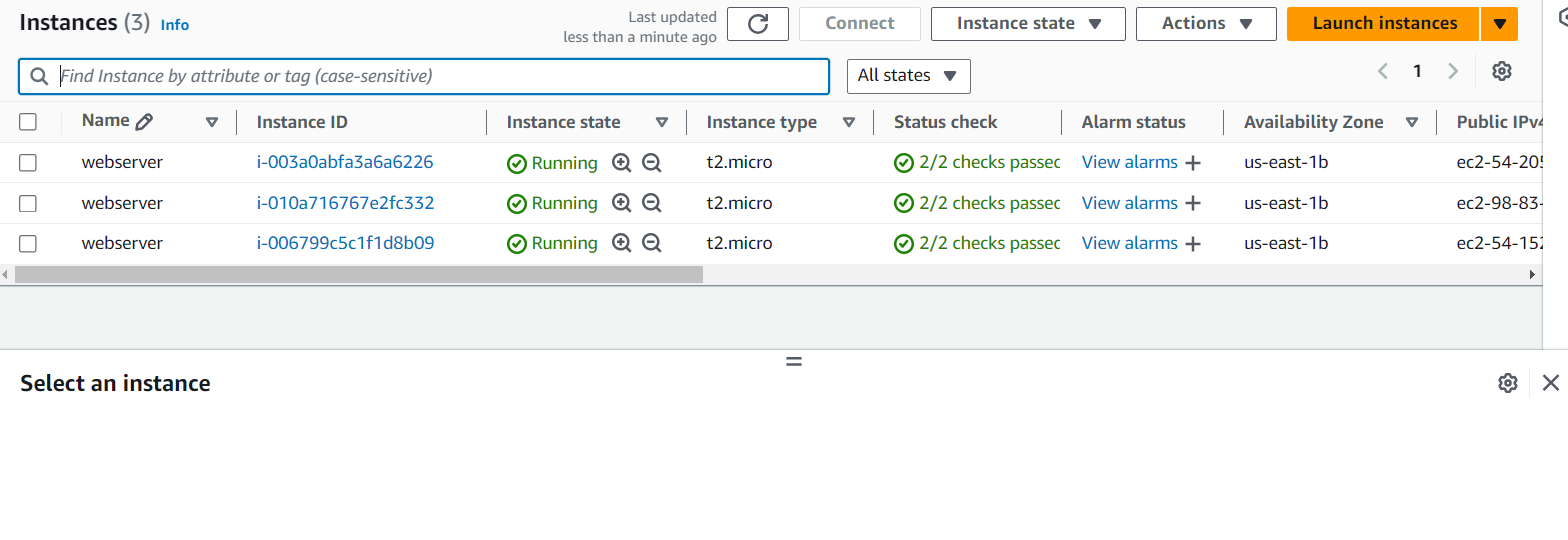 Instances (3) Info
Last updated
less than a minute ago
Connect
Instance state
Actions
Launch instances
Find Instance by attribute or tag (case-sensitive)
All states
1
Name Instance ID Instance state Instance type Status check Alarm status Availability Zone Public IPv4
webserver i-003a0abfa3a6a6226 Running t2.micro 2/2 checks passed View alarms us-east-1b ec2-54-205
webserver i-010a716767e2fc332 Running t2.micro 2/2 checks passed View alarms us-east-1b ec2-98-83-
webserver i-006799c5c1f1d8b09 Running t2.micro 2/2 checks passed View alarms us-east-1b ec2-54-152
Select an instance